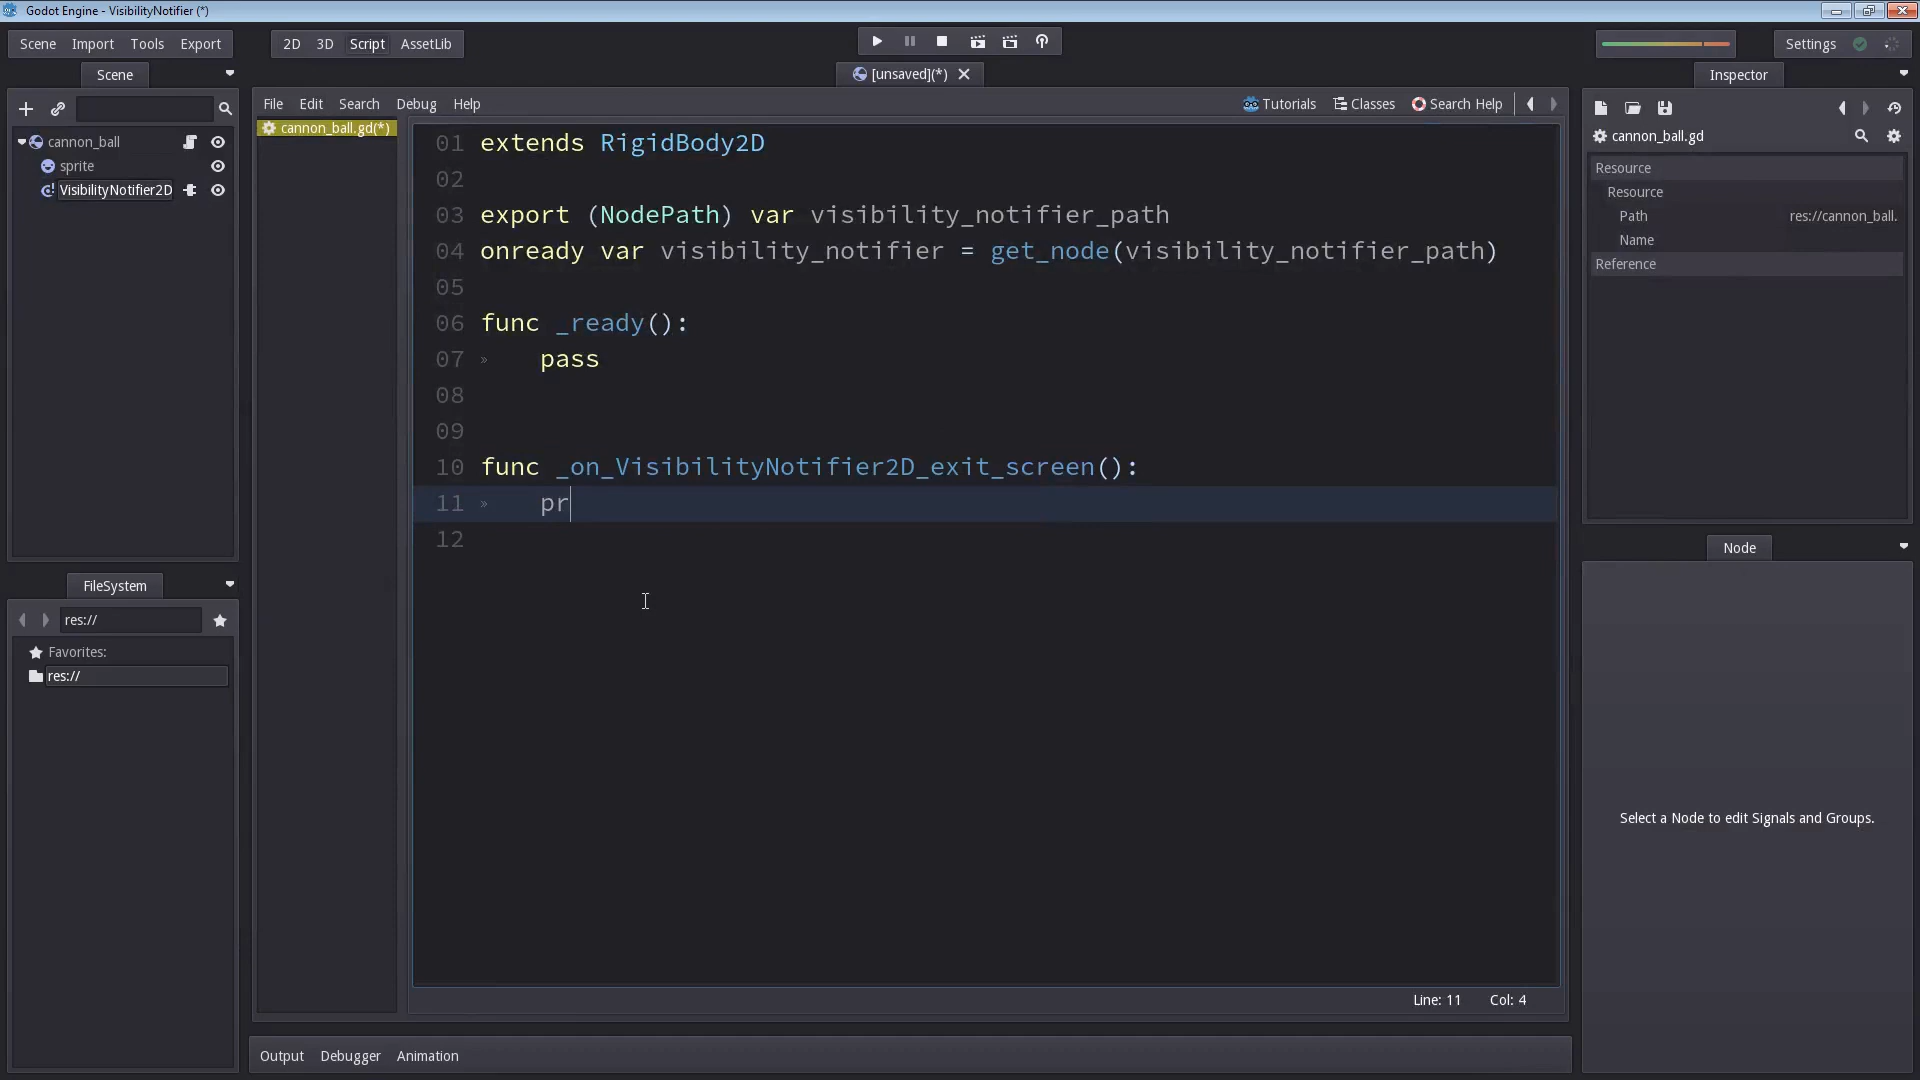 Godot Engine - VisibilityNotifier (*)
Scene Import Tools Export
2D 3D Script AssetLib
Settings
Scene
[unsaved](*)
Inspector
File Edit Search Debug Help
Tutorials Classes Search Help
cannon_ball
sprite
VisibilityNotifier2D
cannon_ball.gd(*)
01 extends RigidBody2D
02
03 export (NodePath) var visibility_notifier_path
04 onready var visibility_notifier = get_node(visibility_notifier_path)
05
06 func _ready():
07 » pass
08
09
10 func _on_VisibilityNotifier2D_exit_screen():
11 » pr
12
Line: 11 Col: 4
cannon_ball.gd
Resource
Resource
Path res://cannon_ball.
Name
Reference
FileSystem
res://
Favorites:
res://
Node
Select a Node to edit Signals and Groups.
Output Debugger Animation